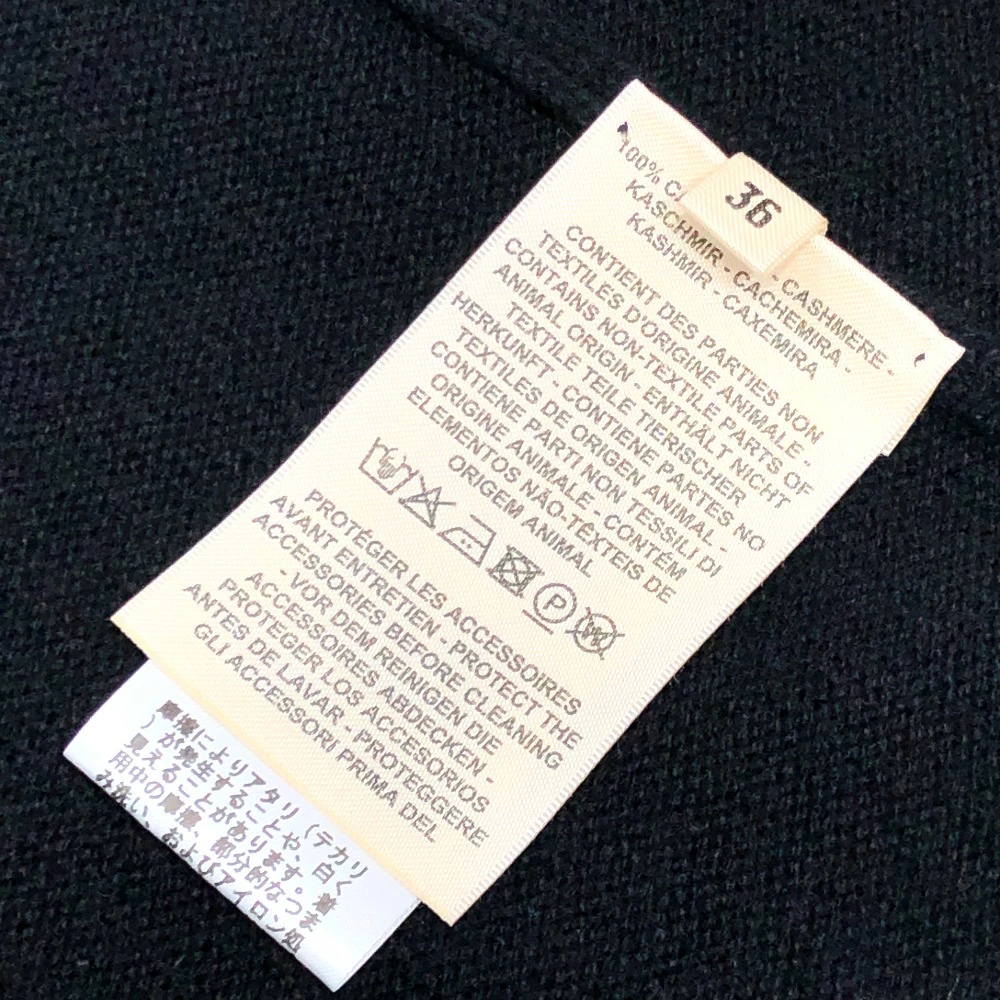 36
100% C
- CASHMERE -
KASCHMIR - CACHEMIRA -
KASHMIR - CAXEMIRA
CONTIENT DES PARTIES NON
TEXTILES D'ORIGINE ANIMALE -
CONTAINS NON-TEXTILE PARTS OF
ANIMAL ORIGIN - ENTHÄLT NICHT
TEXTILE TEILE TIERISCHER
HERKUNFT - CONTIENE PARTES NO
TEXTILES DE ORIGEN ANIMAL -
CONTIENE PARTI NON TESSILI DI
ORIGINE ANIMALE - CONTÉM
ELEMENTOS NÃO-TÊXTEIS DE
ORIGEM ANIMAL
P
PROTÉGER LES ACCESSOIRES
AVANT ENTRETIEN - PROTECT THE
ACCESSORIES BEFORE CLEANING
- VOR DEM REINIGEN DIE
ACCESSOIRES ABDECKEN -
PROTEGER LOS ACCESORIOS
ANTES DE LAVAR - PROTEGGERE
GLI ACCESSORI PRIMA DEL
摩擦によりアタリ（テカリ
）が発生することや、白く
見えることがあります。着
用中の摩擦、部分的なつま
み洗い、およびアイロン処